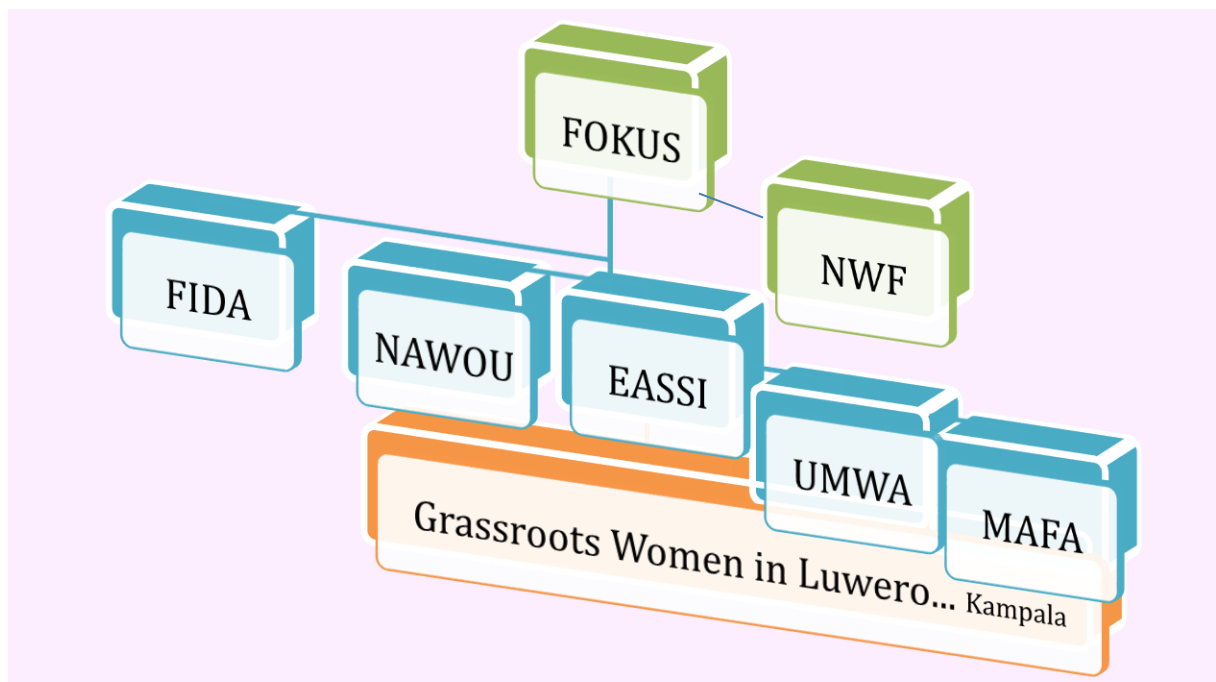 FOKUS
NWF
FIDA
NAWOU
EASSI
UMWA
MAFA
Grassroots Women in Luwero... Kampala